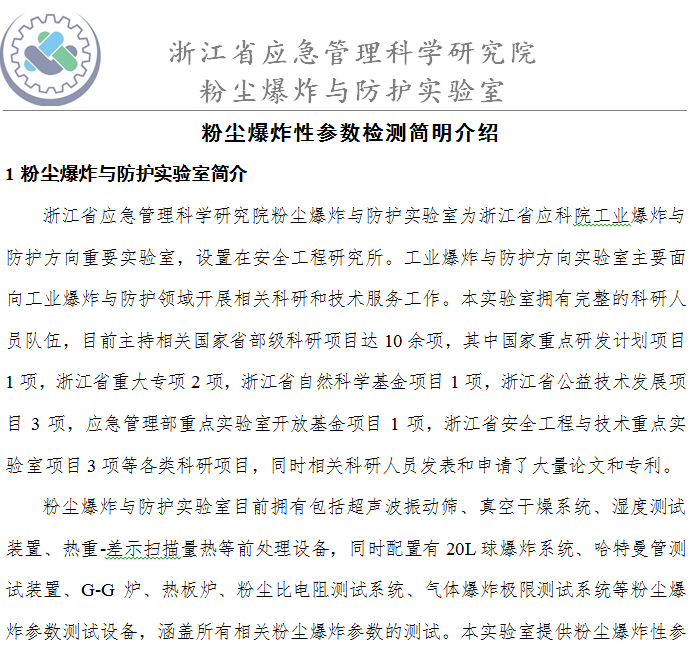 浙江省应急管理科学研究院
粉尘爆炸与防护实验室
粉尘爆炸性参数检测简明介绍
1 粉尘爆炸与防护实验室简介
浙江省应急管理科学研究院粉尘爆炸与防护实验室为浙江省应科院工业爆炸与
防护方向重要实验室，设置在安全工程研究所。工业爆炸与防护方向实验室主要面
向工业爆炸与防护领域开展相关科研和技术服务工作。本实验室拥有完整的科研人
员队伍，目前主持相关国家省部级科研项目达 10 余项，其中国家重点研发计划项目
1 项，浙江省重大专项 2 项，浙江省自然科学基金项目 1 项，浙江省公益技术发展项
目 3 项，应急管理部重点实验室开放基金项目 1 项，浙江省安全工程与技术重点实
验室项目 3 项等各类科研项目，同时相关科研人员发表和申请了大量论文和专利。
粉尘爆炸与防护实验室目前拥有包括超声波振动筛、真空干燥系统、湿度测试
装置、热重-差示扫描量热等前处理设备，同时配置有 20L 球爆炸系统、哈特曼管测
试装置、G-G 炉、热板炉、粉尘比电阻测试系统、气体爆炸极限测试系统等粉尘爆
炸参数测试设备，涵盖所有相关粉尘爆炸参数的测试。本实验室提供粉尘爆炸性参